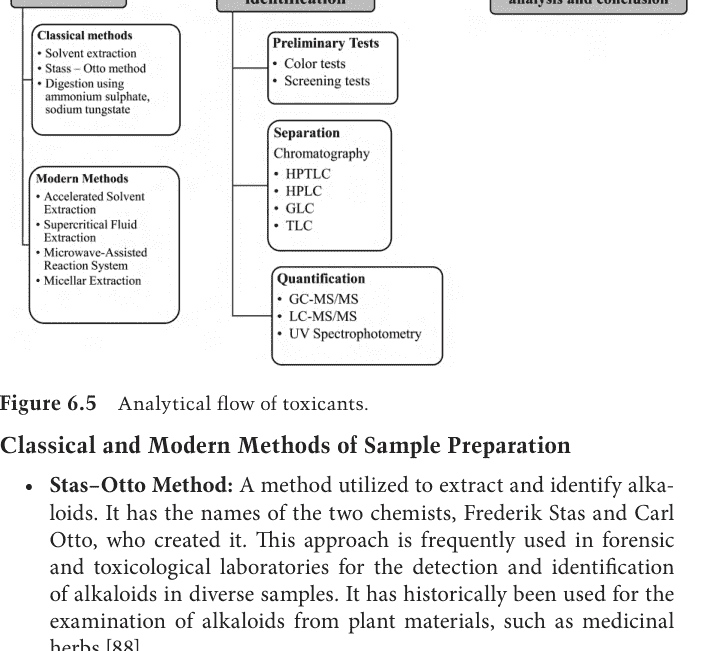 identification
analysis and conclusion
Classical methods
• Solvent extraction
• Stass – Otto method
• Digestion using
ammonium sulphate,
sodium tungstate
Modern Methods
• Accelerated Solvent
Extraction
• Supercritical Fluid
Extraction
• Microwave-Assisted
Reaction System
• Micellar Extraction
Preliminary Tests
• Color tests
• Screening tests
Separation
Chromatography
• HPTLC
• HPLC
• GLC
• TLC
Quantification
• GC-MS/MS
• LC-MS/MS
• UV Spectrophotometry
Figure 6.5 Analytical flow of toxicants.
Classical and Modern Methods of Sample Preparation
• Stas–Otto Method: A method utilized to extract and identify alka-
loids. It has the names of the two chemists, Frederik Stas and Carl
Otto, who created it. This approach is frequently used in forensic
and toxicological laboratories for the detection and identification
of alkaloids in diverse samples. It has historically been used for the
examination of alkaloids from plant materials, such as medicinal
herbs [88].